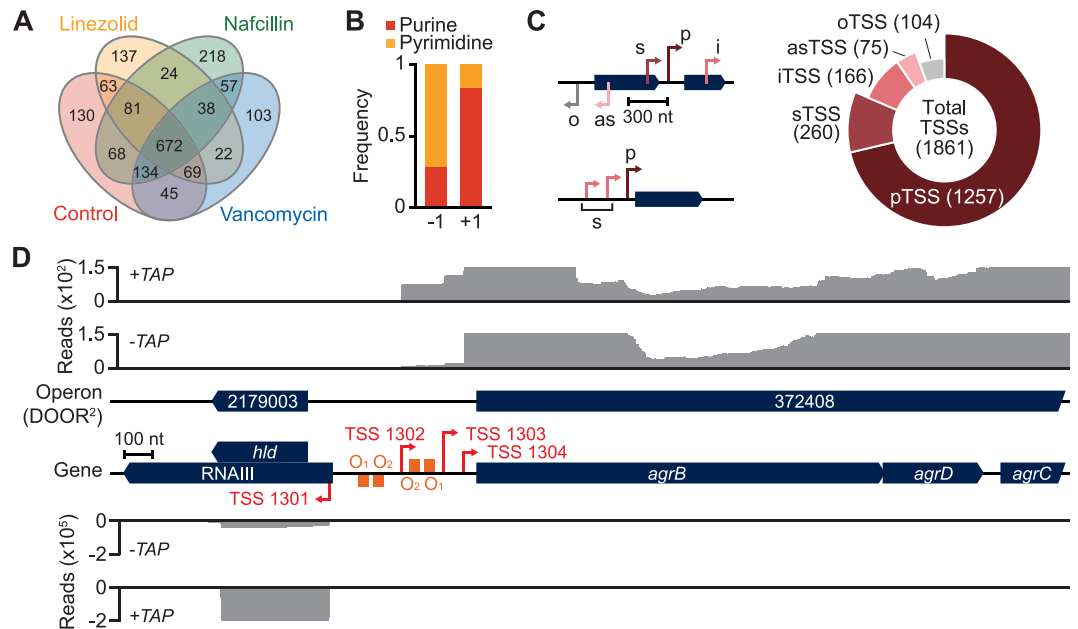 A
Linezolid
Nafcillin
137
24
218
63
57
130
81
38
103
672
68
22
134
69
45
Control
Vancomycin
B
Purine
Pyrimidine
Frequency
1
0.5
0
-1 +1
C
s
p
i
o
as
300 nt
p
s
oTSS (104)
asTSS (75)
iTSS (166)
sTSS
(260)
Total
TSSs
(1861)
pTSS (1257)
D
Reads (x10²)
1.5
+TAP
0
1.5
-TAP
0
Operon
(DOOR²)
2179003
372408
100 nt
Gene
hld
RNAIII
TSS 1301
O₁ O₂
TSS 1302
O₂ O₁
TSS 1303
TSS 1304
agrB
agrD
agrC
Reads (x10⁵)
0
-TAP
-2
0
+TAP
-2